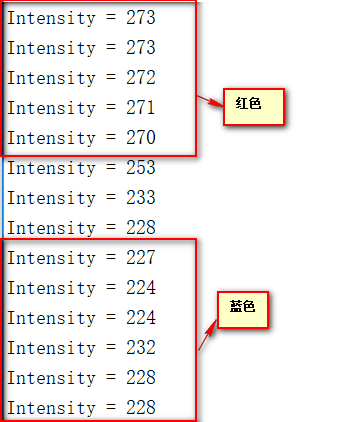 Intensity = 273
Intensity = 273
Intensity = 272
Intensity = 271
红色
Intensity = 270
Intensity = 253
Intensity = 233
Intensity = 228
Intensity = 227
Intensity = 224
Intensity = 224
蓝色
Intensity = 232
Intensity = 228
Intensity = 228